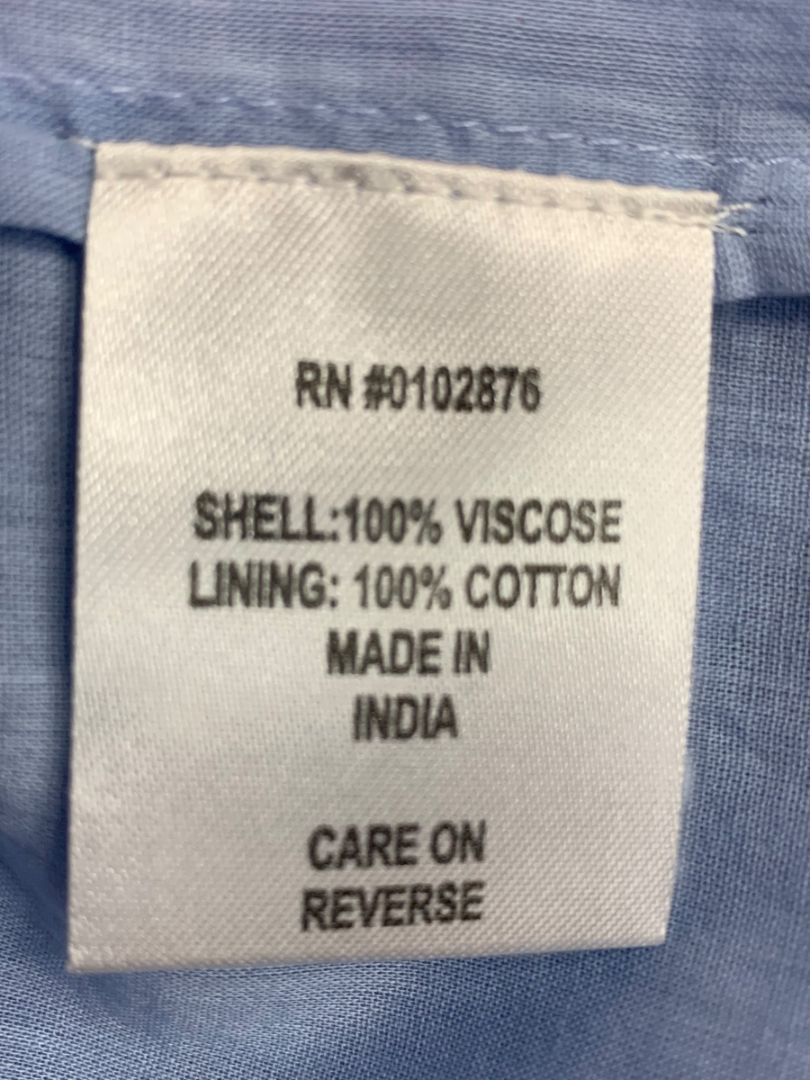 RN #0102876
SHELL:100% VISCOSE
LINING: 100% COTTON
MADE IN
INDIA
CARE ON
REVERSE